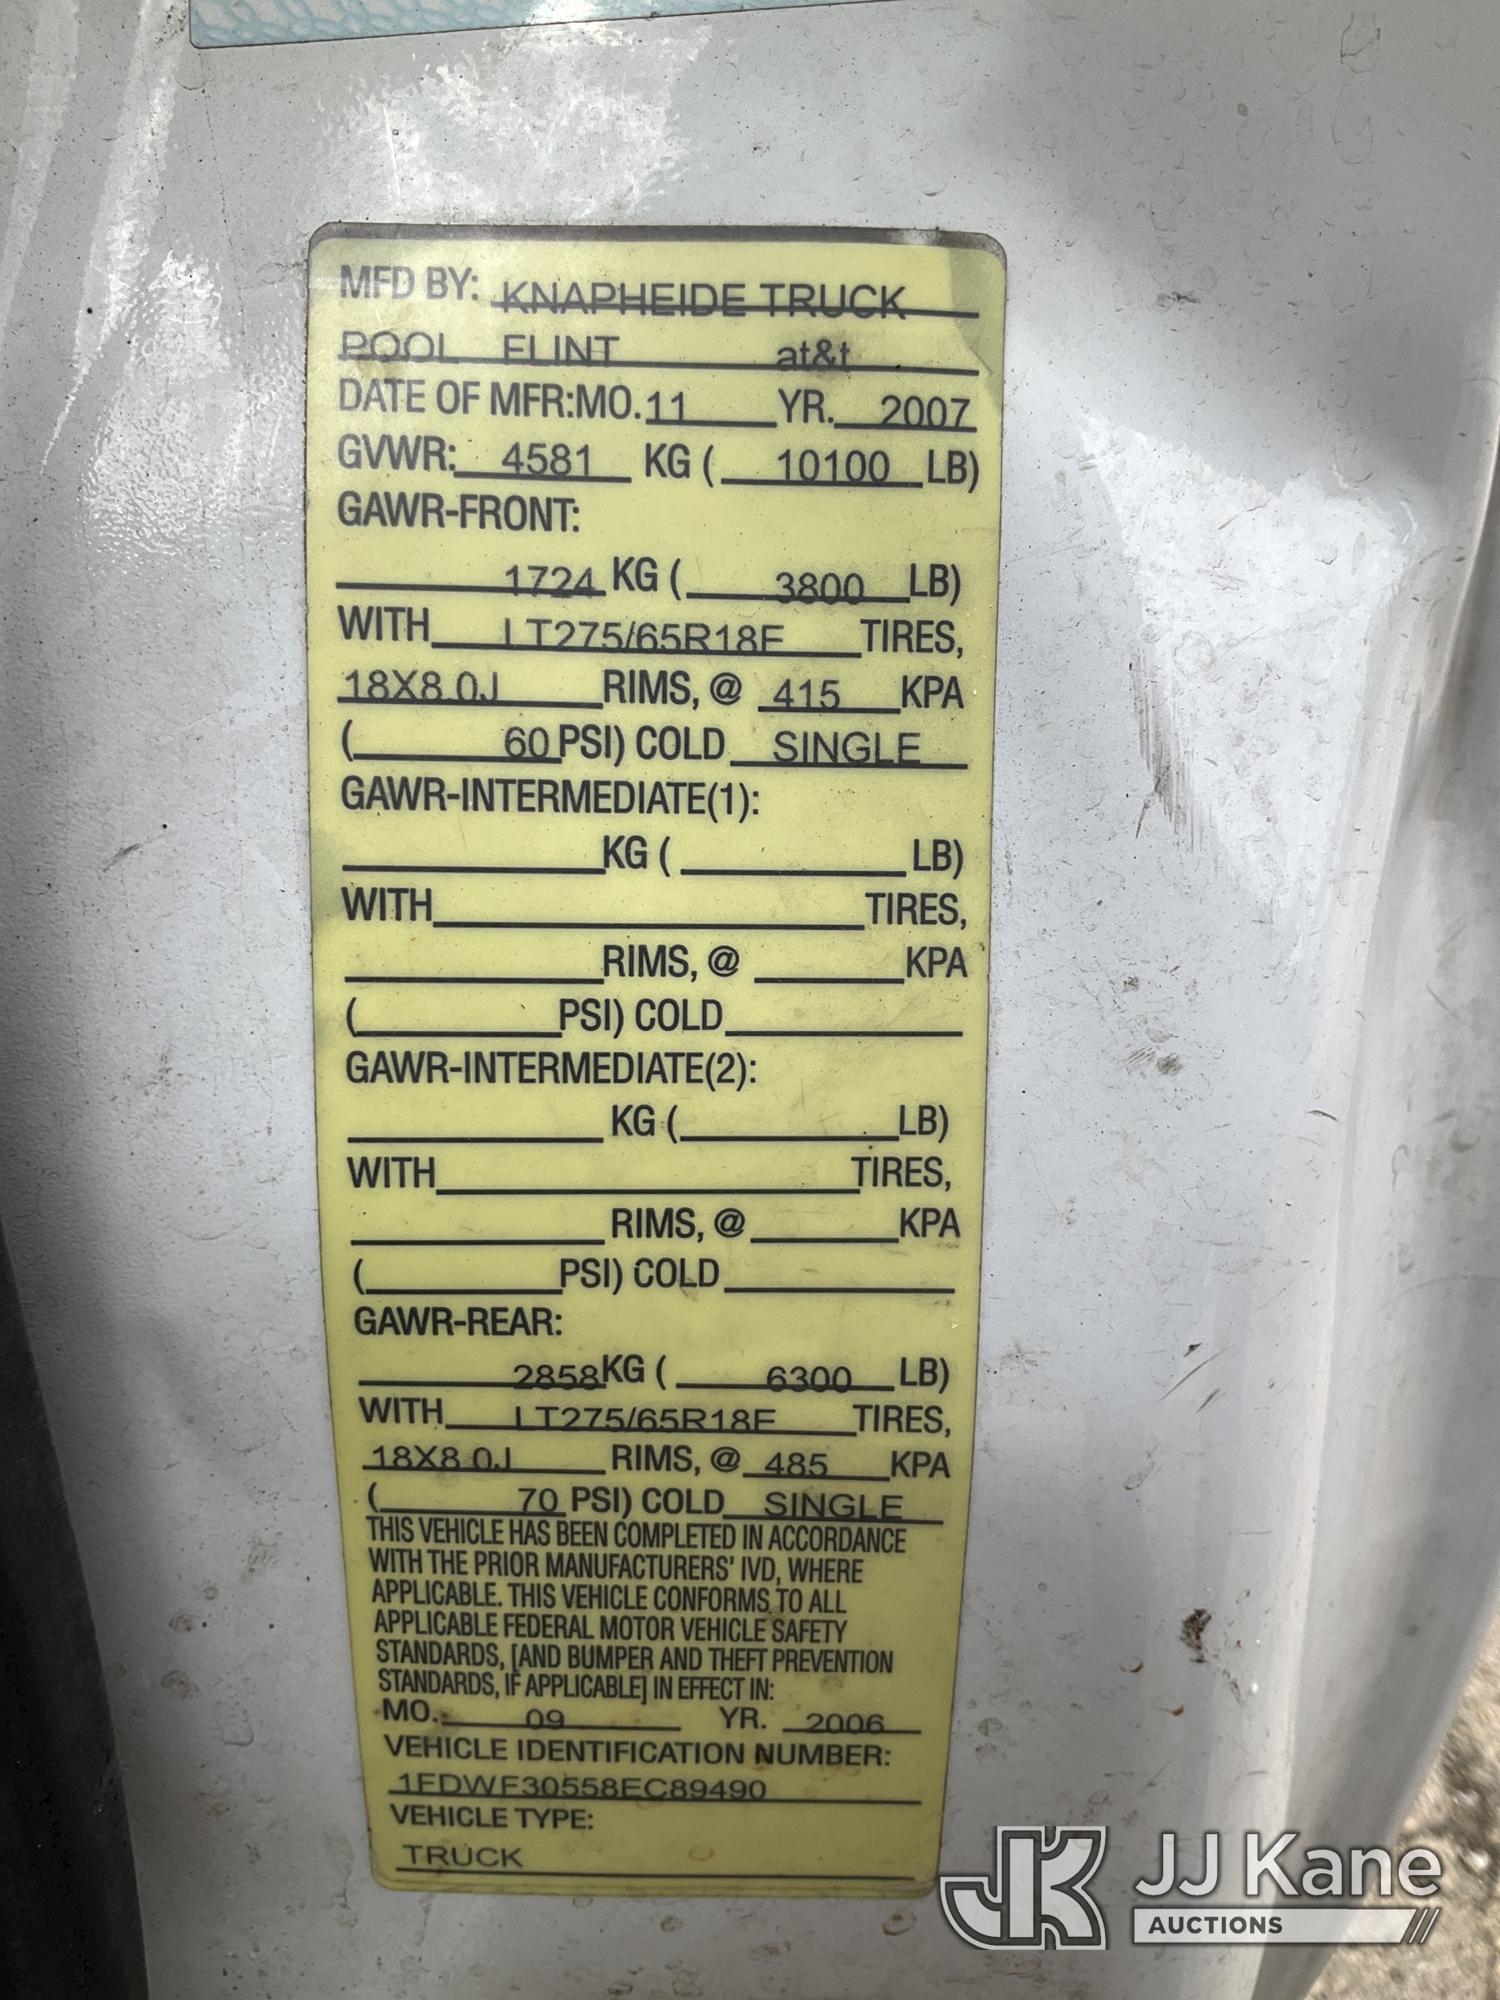 MFD BY: KNAPHEIDE TRUCK
POOL FLINT at&t
DATE OF MFR:MO. 11 YR. 2007
GVWR: 4581 KG ( 10100 LB)
GAWR-FRONT:
1724 KG ( 3800 LB)
WITH LT275/65R18E TIRES,
18X8.0J RIMS, @ 415 KPA
( 60 PSI) COLD SINGLE
GAWR-INTERMEDIATE(1):
KG ( LB)
WITH TIRES,
RIMS, @ KPA
( PSI) COLD
GAWR-INTERMEDIATE(2):
KG ( LB)
WITH TIRES,
RIMS, @ KPA
( PSI) COLD
GAWR-REAR:
2858 KG ( 6300 LB)
WITH LT275/65R18E TIRES,
18X8.0J RIMS, @ 485 KPA
( 70 PSI) COLD SINGLE
THIS VEHICLE HAS BEEN COMPLETED IN ACCORDANCE
WITH THE PRIOR MANUFACTURERS' IVD, WHERE
APPLICABLE. THIS VEHICLE CONFORMS TO ALL
APPLICABLE FEDERAL MOTOR VEHICLE SAFETY
STANDARDS, [AND BUMPER AND THEFT PREVENTION
STANDARDS, IF APPLICABLE] IN EFFECT IN:
MO. 09 YR. 2006
VEHICLE IDENTIFICATION NUMBER:
1FDWF30558EC89490
VEHICLE TYPE:
TRUCK
JK JJ Kane
AUCTIONS